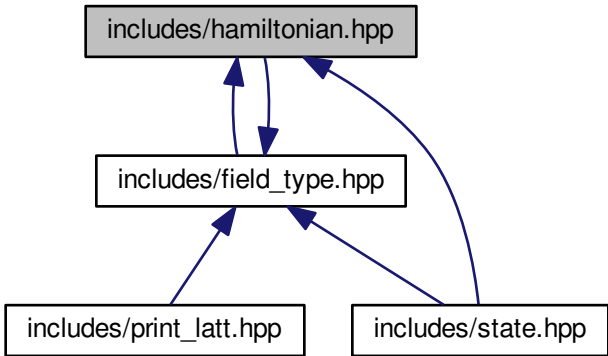 includes/hamiltonian.hpp
includes/field_type.hpp
includes/print_latt.hpp
includes/state.hpp